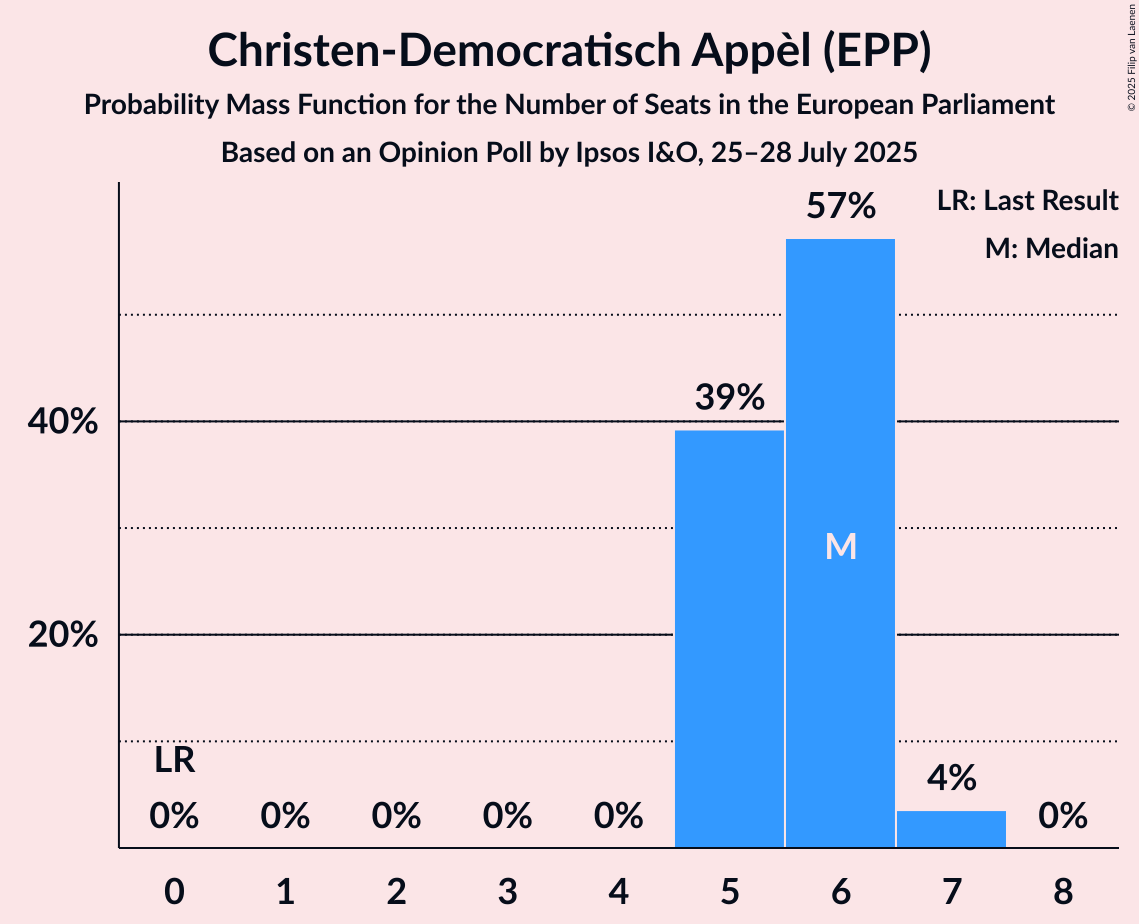 Christen-Democratisch Appèl (EPP)
Probability Mass Function for the Number of Seats in the European Parliament
Based on an Opinion Poll by Ipsos I&O, 25–28 July 2025
© 2025 Filip van Laenen
LR: Last Result
M: Median
57%
39%
40%
M
20%
LR
4%
0% 0% 0% 0% 0% 0%
0 1 2 3 4 5 6 7 8